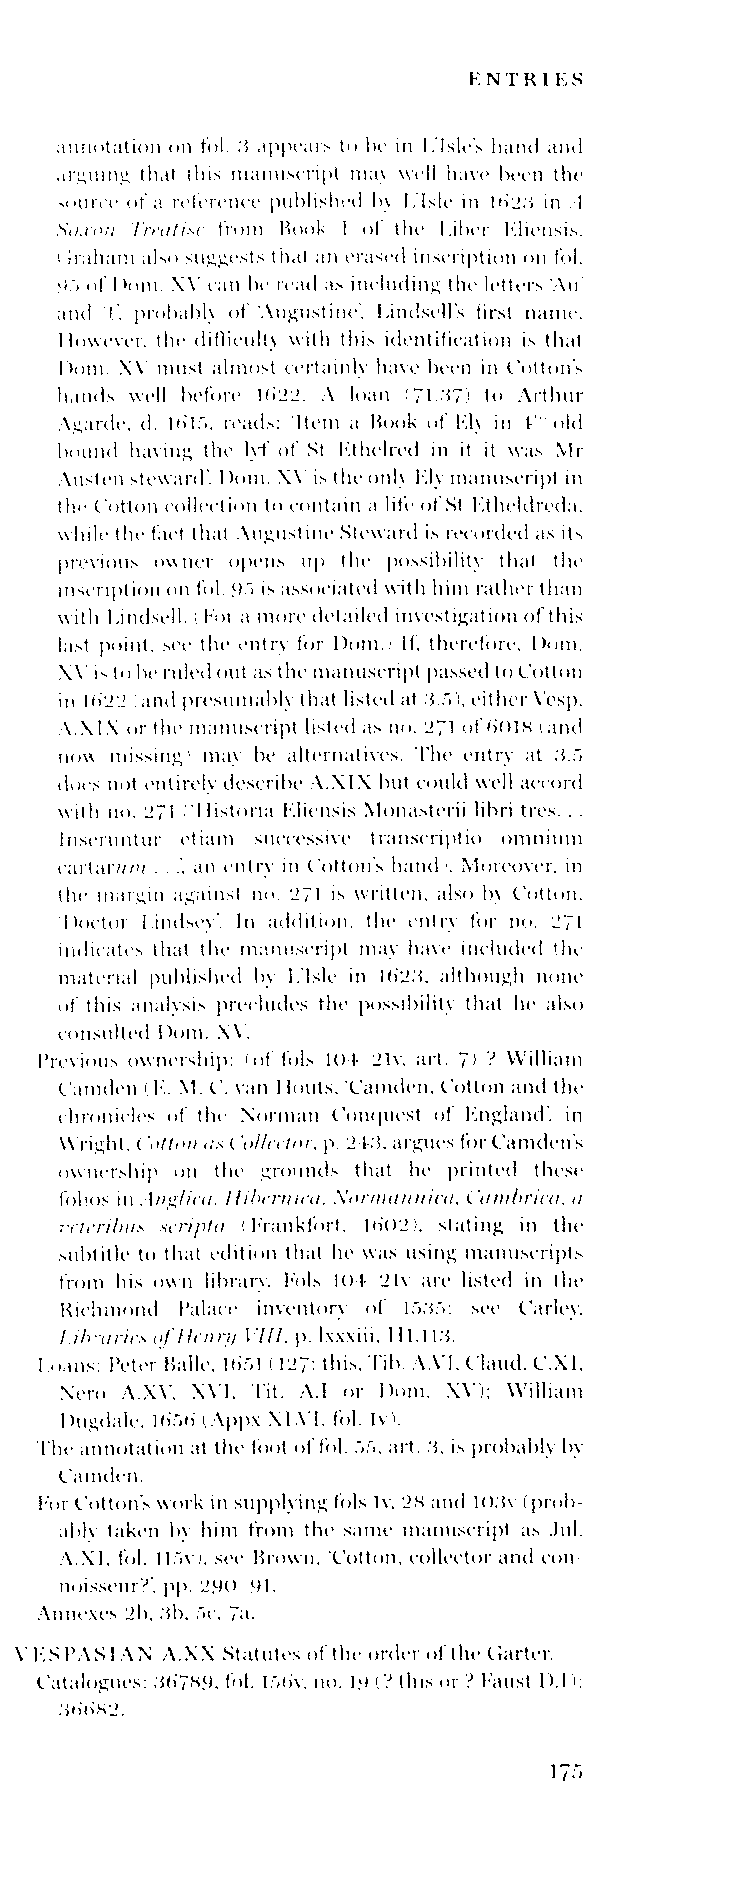 ENTRIES
annotation on fol. 3 appears to be in L'Isle's hand and
arguing that this manuscript may well have been the
source of a reference published by L'Isle in 1623 in A
Saxon Treatise from Book I of the Liber Eliensis.
Graham also suggests that an erased inscription on fol.
95 of Dom. XV can be read as including the letters 'Au'
and 'I', probably of 'Augustine', Lindsell's first name.
However, the difficulty with this identification is that
Dom. XV must almost certainly have been in Cotton's
hands well before 1622. A loan (71.37) to Arthur
Agarde, d. 1615, reads: 'Item a Book of Ely in 4to old
bound having the lyf of St Ethelred in it it was Mr
Austen steward'. Dom. XV is the only Ely manuscript in
the Cotton collection to contain a life of St Etheldreda,
while the fact that Augustine Steward is recorded as its
previous owner opens up the possibility that the
inscription on fol. 95 is associated with him rather than
with Lindsell. (For a more detailed investigation of this
last point, see the entry for Dom.) If, therefore, Dom.
XV is to be ruled out as the manuscript passed to Cotton
in 1622 (and presumably that listed at 3.5), either Vesp.
A.XIX or the manuscript listed as no. 271 of 6018 (and
now missing) may be alternatives. The entry at 3.5
does not entirely describe A.XIX but could well accord
with no. 271 ('Historia Eliensis Monasterii libri tres. . .
Inseruntur etiam successive transcriptio omnium
cartarum . . .', an entry in Cotton's hand). Moreover, in
the margin against no. 271 is written, also by Cotton,
'Doctor Lindsey'. In addition, the entry for no. 271
indicates that the manuscript may have included the
material published by L'Isle in 1623, although none
of this analysis precludes the possibility that he also
consulted Dom. XV.
Previous ownership: (of fols 104–21v, art. 7) ? William
Camden (E. M. C. van Houts, 'Camden, Cotton and the
chronicles of the Norman Conquest of England', in
Wright, Cotton as Collector, p. 243, argues for Camden's
ownership on the grounds that he printed these
folios in Anglica, Hibernica, Normannica, Cambrica, a
veteribus scripta (Frankfort, 1602), stating in the
subtitle to that edition that he was using manuscripts
from his own library. Fols 104–21v are listed in the
Richmond Palace inventory of 1535: see Carley,
Libraries of Henry VIII, p. lxxxiii, H1.113.
Loans: Peter Balle, 1651 (127: this, Tib. A.VI, Claud. C.XI,
Nero A.XV, XVI, Tit. A.I or Dom. XV); William
Dugdale, 1656 (Appx XLVI, fol. 1v).
The annotation at the foot of fol. 55, art. 3, is probably by
Camden.
For Cotton's work in supplying fols 1v, 28 and 103v (prob-
ably taken by him from the same manuscript as Jul.
A.XI, fol. 115v), see Brown, 'Cotton, collector and con-
noisseur?', pp. 290–91.
Annexes 2b, 3b, 5c, 7a.
VESPASIAN A.XX Statutes of the order of the Garter.
Catalogues: 36789, fol. 156v, no. 19 (? this or ? Faust D.I);
36682.
175